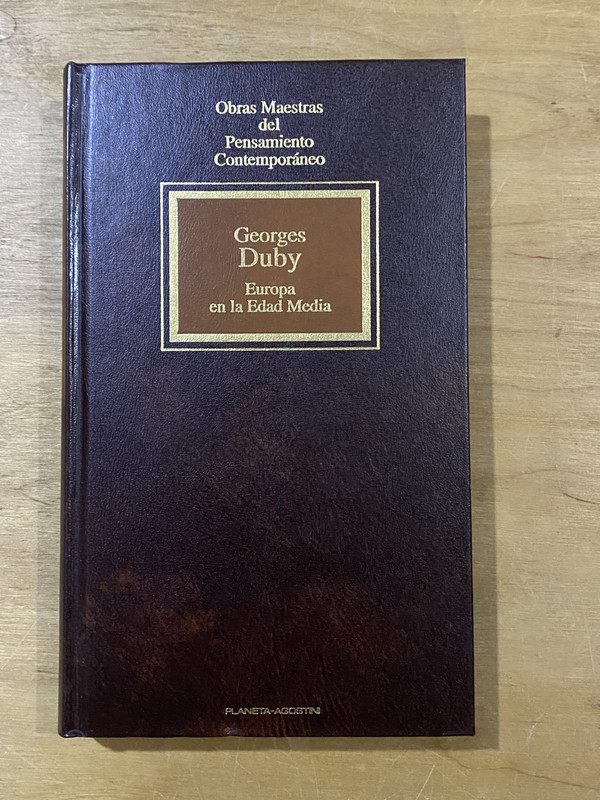 Obras Maestras
del
Pensamiento
Contemporáneo
Georges
Duby
Europa
en la Edad Media
PLANETA-AGOSTINI